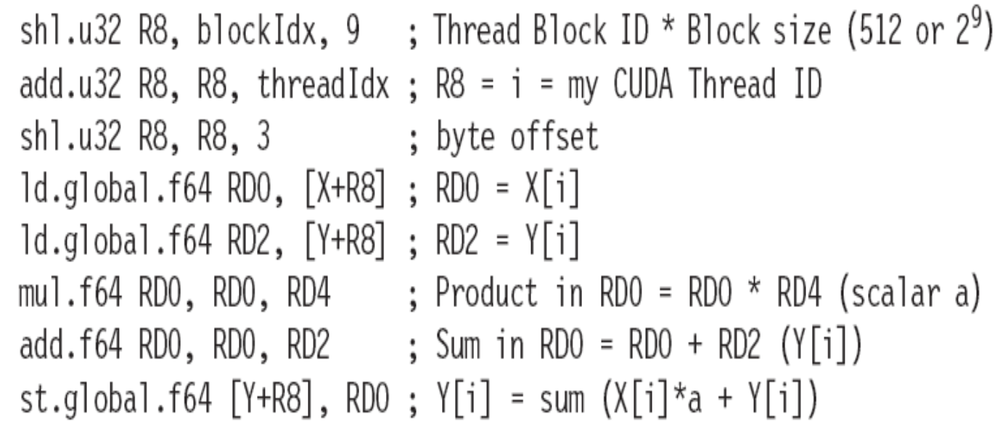 shl.u32 R8, blockIdx, 9 ; Thread Block ID * Block size (512 or 2⁹)
add.u32 R8, R8, threadIdx ; R8 = i = my CUDA Thread ID
shl.u32 R8, R8, 3 ; byte offset
ld.global.f64 RD0, [X+R8] ; RD0 = X[i]
ld.global.f64 RD2, [Y+R8] ; RD2 = Y[i]
mul.f64 RD0, RD0, RD4 ; Product in RD0 = RD0 * RD4 (scalar a)
add.f64 RD0, RD0, RD2 ; Sum in RD0 = RD0 + RD2 (Y[i])
st.global.f64 [Y+R8], RD0 ; Y[i] = sum (X[i]*a + Y[i])